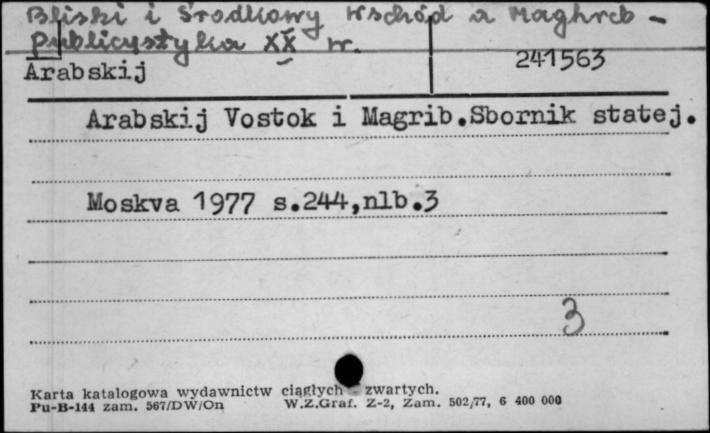 Bliski i Środkowy Wschód a Maghreb -
Publicystyka XX w.
Arabskij 241563
Arabskij Vostok i Magrib.Sbornik statej.
Moskva 1977 s.244,nlb.3
3
Karta katalogowa wydawnictw ciągłych - zwartych.
Pu-B-144 zam. 567/DW/On W.Z.Graf. Z-2, Zam. 502/77, 6 400 000